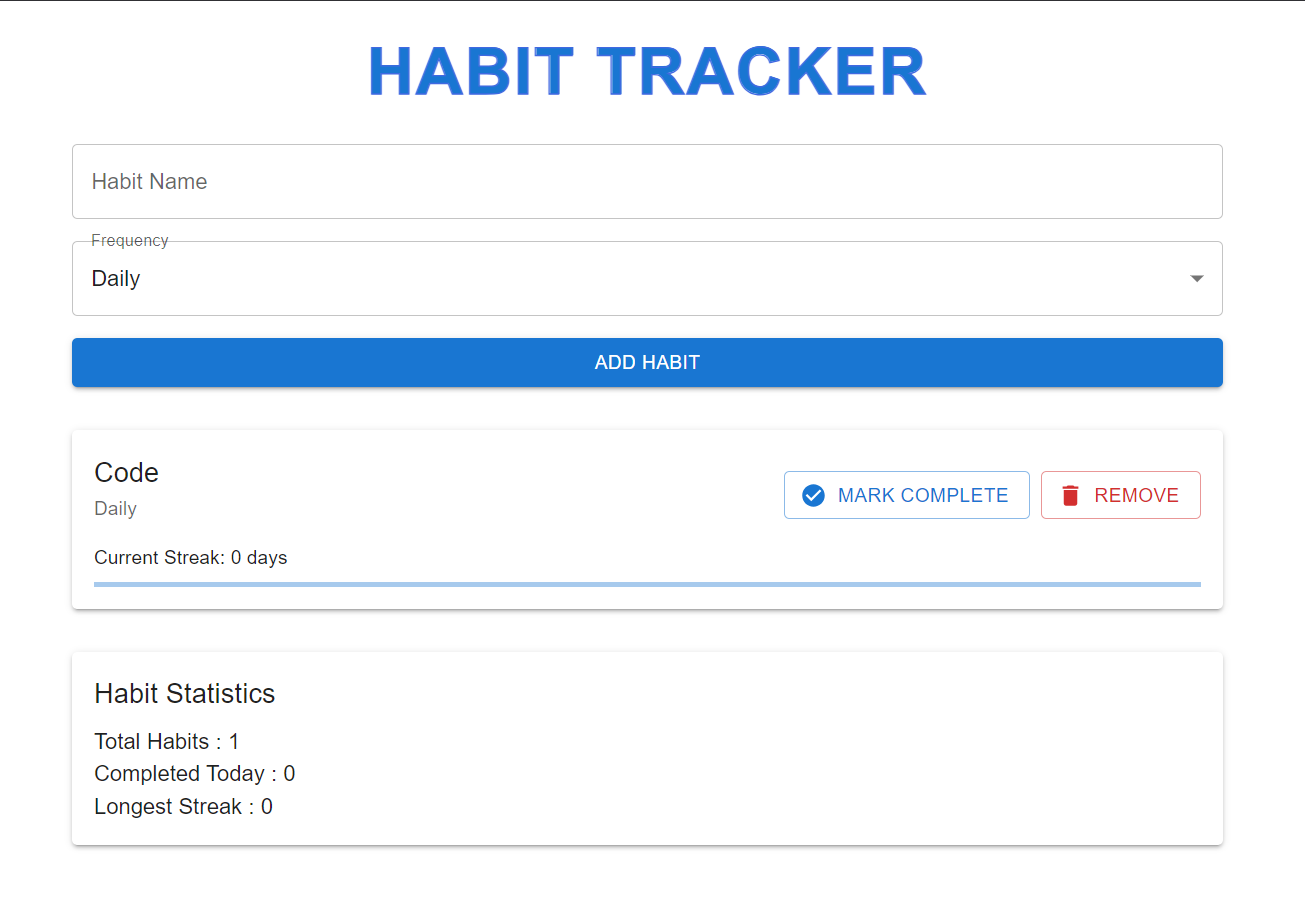 HABIT TRACKER
Habit Name
Frequency
Daily
ADD HABIT
Code
Daily
MARK COMPLETE
REMOVE
Current Streak: 0 days
Habit Statistics
Total Habits : 1
Completed Today : 0
Longest Streak : 0